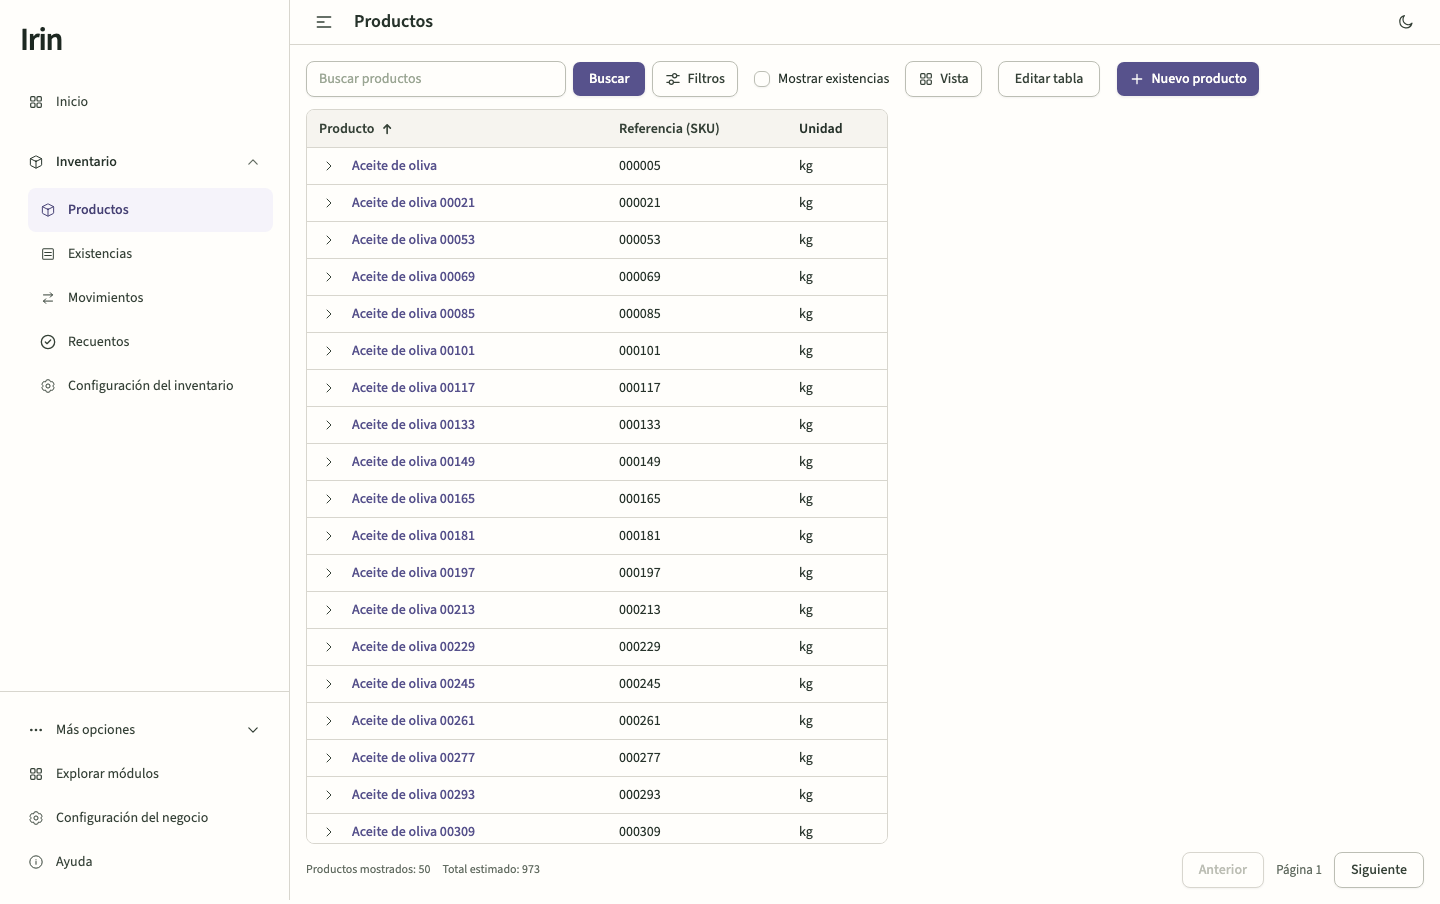 Irin
Productos
Buscar productos
Buscar
Filtros
Mostrar existencias
Vista
Editar tabla
Nuevo producto
Inicio
Inventario
Productos
Existencias
Movimientos
Recuentos
Configuración del inventario
Más opciones
Explorar módulos
Configuración del negocio
Ayuda
Producto Referencia (SKU) Unidad
Aceite de oliva 000005 kg
Aceite de oliva 00021 000021 kg
Aceite de oliva 00053 000053 kg
Aceite de oliva 00069 000069 kg
Aceite de oliva 00085 000085 kg
Aceite de oliva 00101 000101 kg
Aceite de oliva 00117 000117 kg
Aceite de oliva 00133 000133 kg
Aceite de oliva 00149 000149 kg
Aceite de oliva 00165 000165 kg
Aceite de oliva 00181 000181 kg
Aceite de oliva 00197 000197 kg
Aceite de oliva 00213 000213 kg
Aceite de oliva 00229 000229 kg
Aceite de oliva 00245 000245 kg
Aceite de oliva 00261 000261 kg
Aceite de oliva 00277 000277 kg
Aceite de oliva 00293 000293 kg
Aceite de oliva 00309 000309 kg
Productos mostrados: 50 Total estimado: 973
Anterior
Página 1
Siguiente